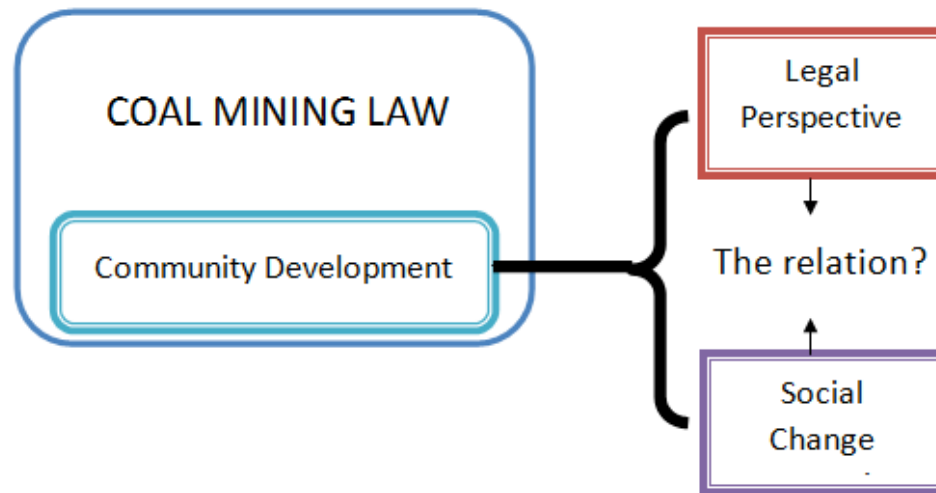 COAL MINING LAW
Community Development
Legal
Perspective
The relation?
Social
Change